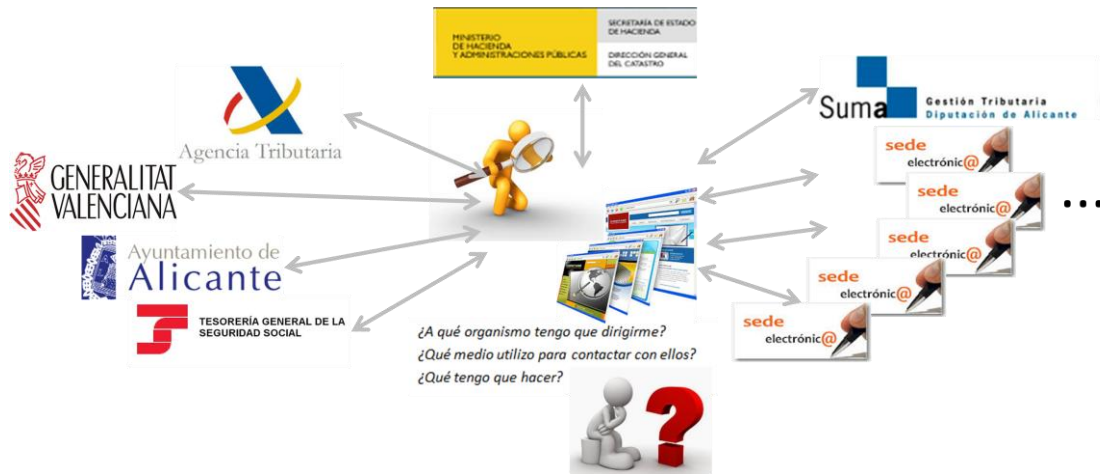 MINISTERIO
DE HACIENDA
Y ADMINISTRACIONES PÚBLICAS
SECRETARÍA DE ESTADO
DE HACIENDA
DIRECCIÓN GENERAL
DEL CATASTRO
Agencia Tributaria
Suma
Gestión Tributaria
Diputación de Alicante
GENERALITAT
VALENCIANA
Ayuntamiento de
Alicante
TESORERÍA GENERAL DE LA
SEGURIDAD SOCIAL
sede
electrónic@
sede
electrónic@
sede
electrónic@
sede
electrónic@
sede
electrónic@
...
¿A qué organismo tengo que dirigirme?
¿Qué medio utilizo para contactar con ellos?
¿Qué tengo que hacer?